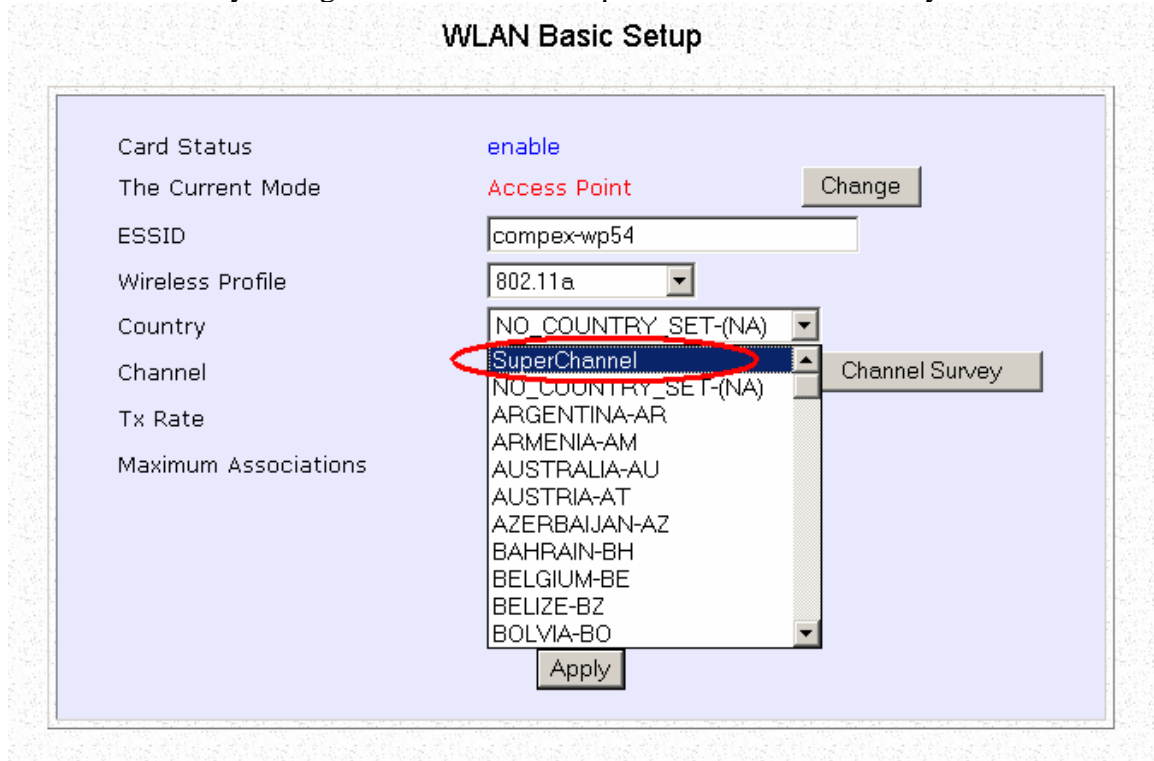 WLAN Basic Setup
Card Status enable
The Current Mode Access Point Change
ESSID compex-wp54
Wireless Profile 802.11a
Country NO_COUNTRY_SET-(NA)
SuperChannel
Channel Channel Survey
NO_COUNTRY_SET-(NA)
Tx Rate ARGENTINA-AR
ARMENIA-AM
Maximum Associations AUSTRALIA-AU
AUSTRIA-AT
AZERBAIJAN-AZ
BAHRAIN-BH
BELGIUM-BE
BELIZE-BZ
BOLVIA-BO
Apply